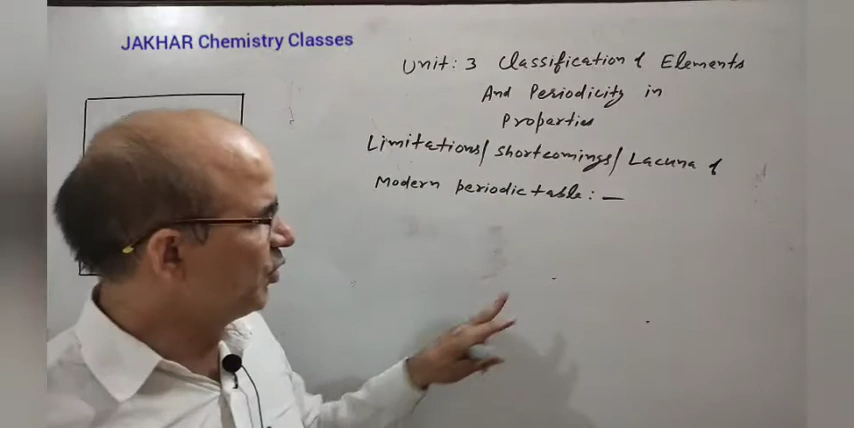 JAKHAR Chemistry Classes
Unit: 3 Classification of Elements
And Periodicity in
Properties
Limitations/ Shortcomings/ Lacuna of
Modern periodic table: —